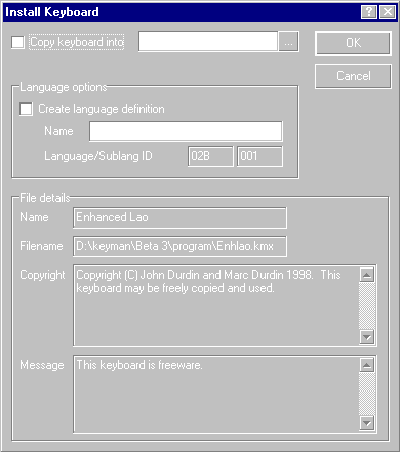 Install Keyboard
Copy keyboard into
...
OK
Cancel
Language options
Create language definition
Name
Language/Sublang ID 02B 001
File details
Name Enhanced Lao
Filename D:\keyman\Beta 3\program\Enhlao.kmx
Copyright Copyright (C) John Durdin and Marc Durdin 1998. This
keyboard may be freely copied and used.
Message This keyboard is freeware.